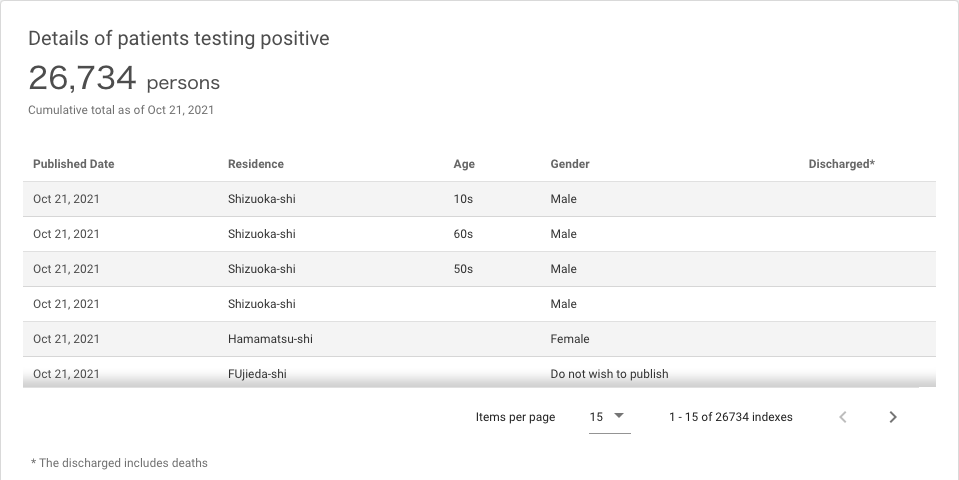 Details of patients testing positive
26,734 persons
Cumulative total as of Oct 21, 2021
Published Date Residence Age Gender Discharged*
Oct 21, 2021 Shizuoka-shi 10s Male
Oct 21, 2021 Shizuoka-shi 60s Male
Oct 21, 2021 Shizuoka-shi 50s Male
Oct 21, 2021 Shizuoka-shi Male
Oct 21, 2021 Hamamatsu-shi Female
Oct 21, 2021 FUjieda-shi Do not wish to publish
Items per page 15 1 - 15 of 26734 indexes
* The discharged includes deaths